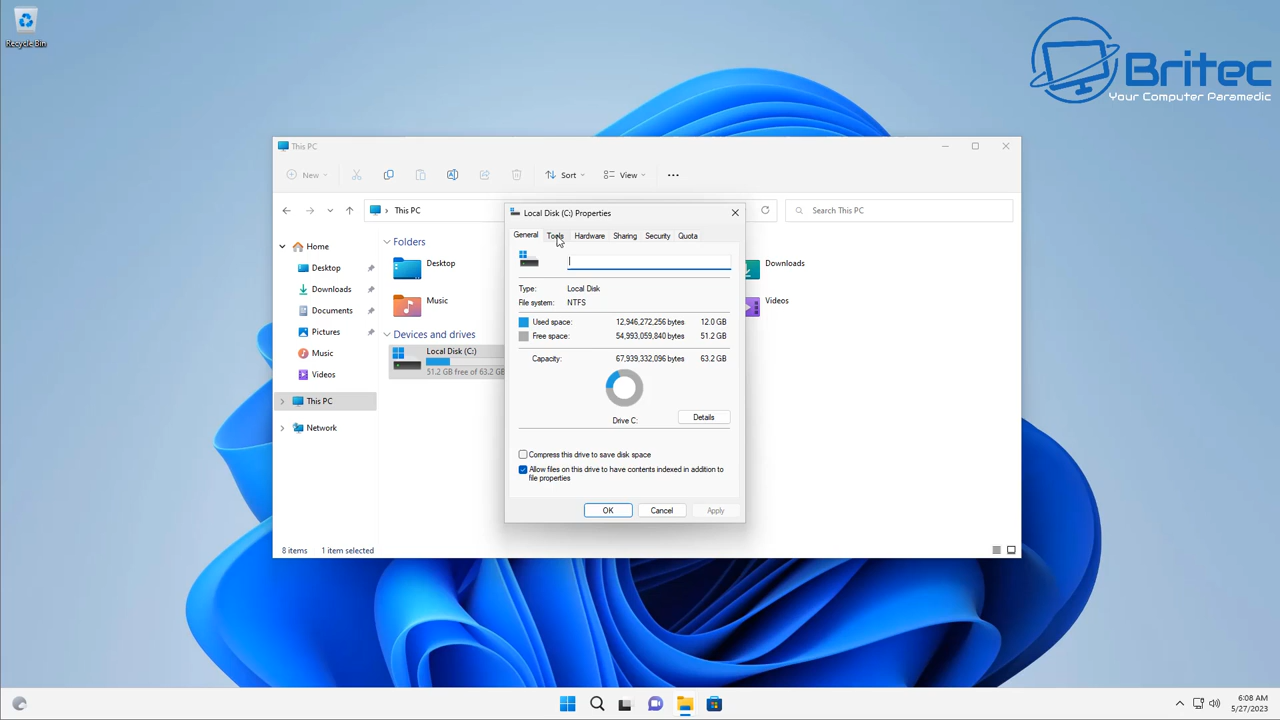 Recycle Bin
Britec
Your Computer Paramedic
This PC
New
Sort
View
This PC
Search This PC
Home
Desktop
Downloads
Documents
Pictures
Music
Videos
This PC
Network
Folders
Desktop
Music
Downloads
Videos
Devices and drives
Local Disk (C:)
51.2 GB free of 63.2 GB
8 items 1 item selected
Local Disk (C:) Properties
General Tools Hardware Sharing Security Quota
Type: Local Disk
File system: NTFS
Used space: 12,946,272,256 bytes 12.0 GB
Free space: 54,993,059,840 bytes 51.2 GB
Capacity: 67,939,332,096 bytes 63.2 GB
Drive C:
Details
Compress this drive to save disk space
Allow files on this drive to have contents indexed in addition to
file properties
OK Cancel Apply
6:08 AM
5/27/2023